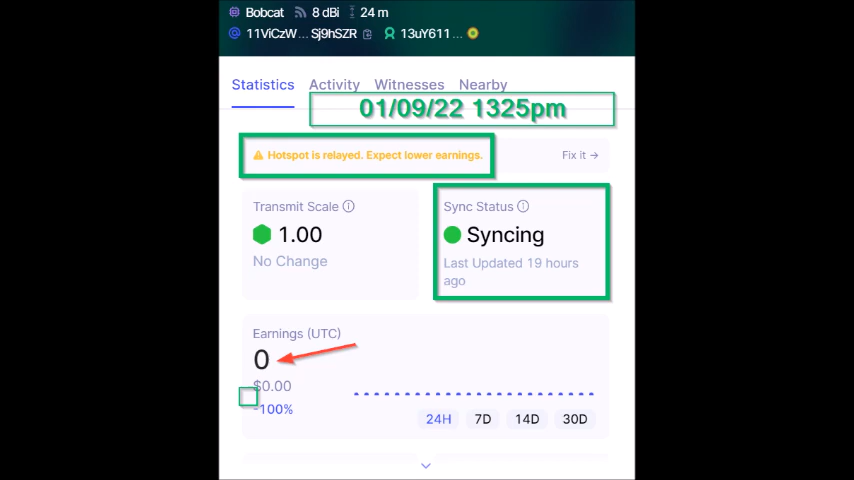 Bobcat 8 dBi 24 m
11ViCzW... Sj9hSZR 13uY611...
Statistics Activity Witnesses Nearby
01/09/22 1325pm
Hotspot is relayed. Expect lower earnings. Fix it →
Transmit Scale
1.00
No Change
Sync Status
Syncing
Last Updated 19 hours
ago
Earnings (UTC)
0
$0.00
-100%
24H 7D 14D 30D